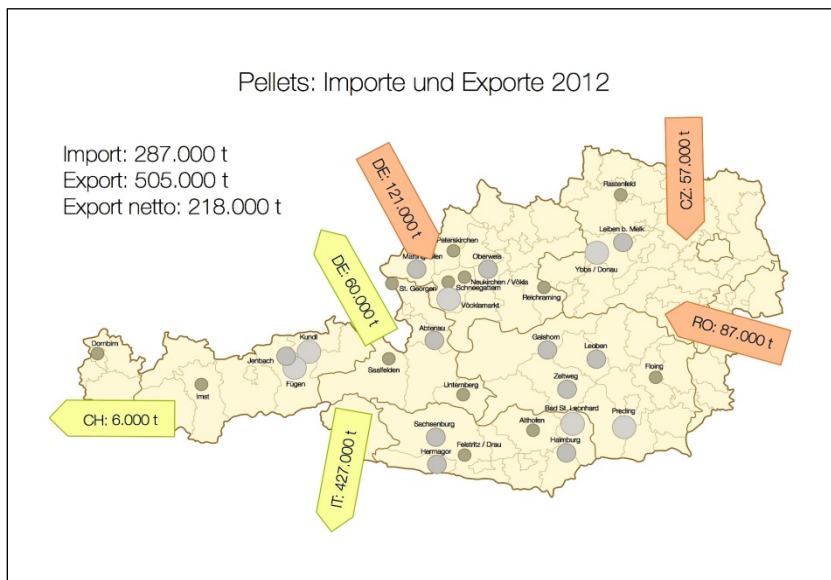 Pellets: Importe und Exporte 2012
Import: 287.000 t
Export: 505.000 t
Export netto: 218.000 t
DE: 121.000 t
CZ: 57.000 t
DE: 60.000 t
RO: 87.000 t
CH: 6.000 t
IT: 427.000 t
Rastenfeld
Leiben b. Melk
Ybbs / Donau
Peterskirchen
Oberweis
Neukirchen / Vökla
St. Georgen
Schneegattern
Vöcklamarkt
Reichraming
Abtenau
Gaishorn
Leoben
Dornbirn
Kundl
Jenbach
Fügen
Imst
Saalfelden
Unternberg
Zeltweg
Floing
Bad St. Leonhard
Preding
Althofen
Haimburg
Sachsenburg
Hermagor
Feistritz / Drau